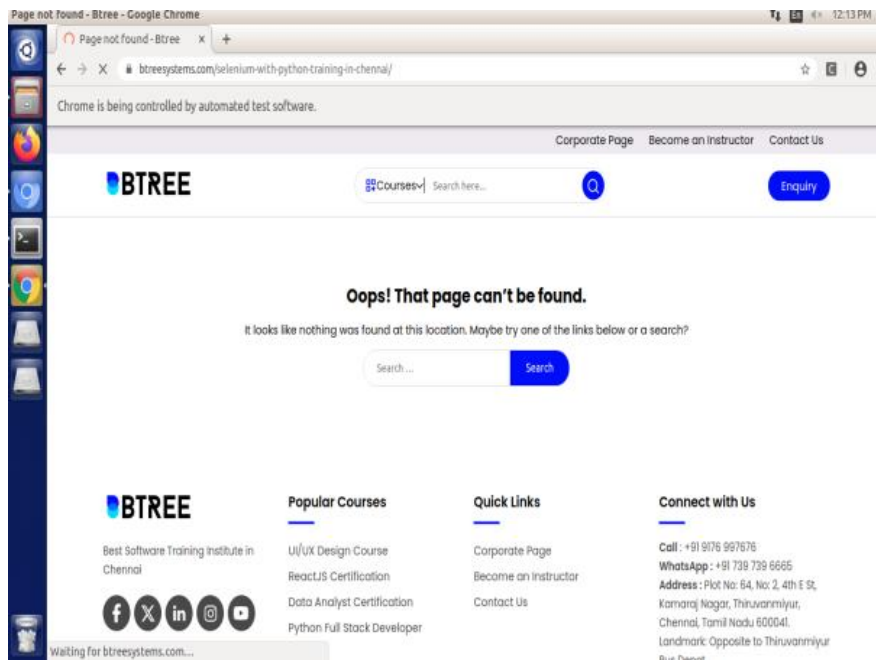 Page not found - Btree - Google Chrome
En
12:13 PM
Page not found - Btree
btreesystems.com/selenium-with-python-training-in-chennai/
Chrome is being controlled by automated test software.
Corporate Page Become an Instructor Contact Us
BTREE
Courses
Search here...
Enquiry
Oops! That page can't be found.
It looks like nothing was found at this location. Maybe try one of the links below or a search?
Search ...
Search
BTREE
Best Software Training Institute in
Chennai
Popular Courses
UI/UX Design Course
ReactJS Certification
Data Analyst Certification
Python Full Stack Developer
Quick Links
Corporate Page
Become an Instructor
Contact Us
Connect with Us
Call : +91 9176 997676
WhatsApp : +91 739 739 6665
Address : Plot No: 64, No: 2, 4th E St,
Kamaraj Nagar, Thiruvanmiyur,
Chennai, Tamil Nadu 600041.
Landmark: Opposite to Thiruvanmiyur
Bus Depot
Waiting for btreesystems.com...